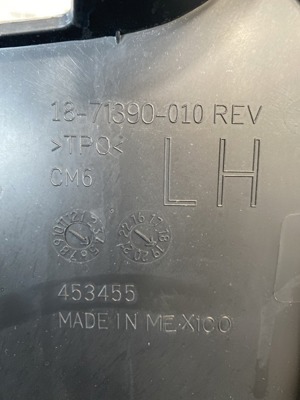 18-71390-010 REV
>TPO<
CM6
LH
453455
MADE IN MEXICO